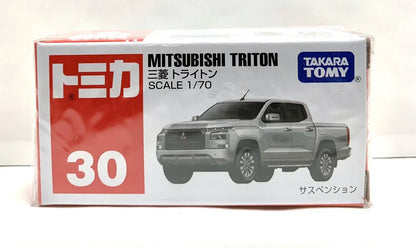 トミカ
30
MITSUBISHI TRITON
三菱 トライトン
SCALE 1/70
TAKARA
TOMY
サスペンション